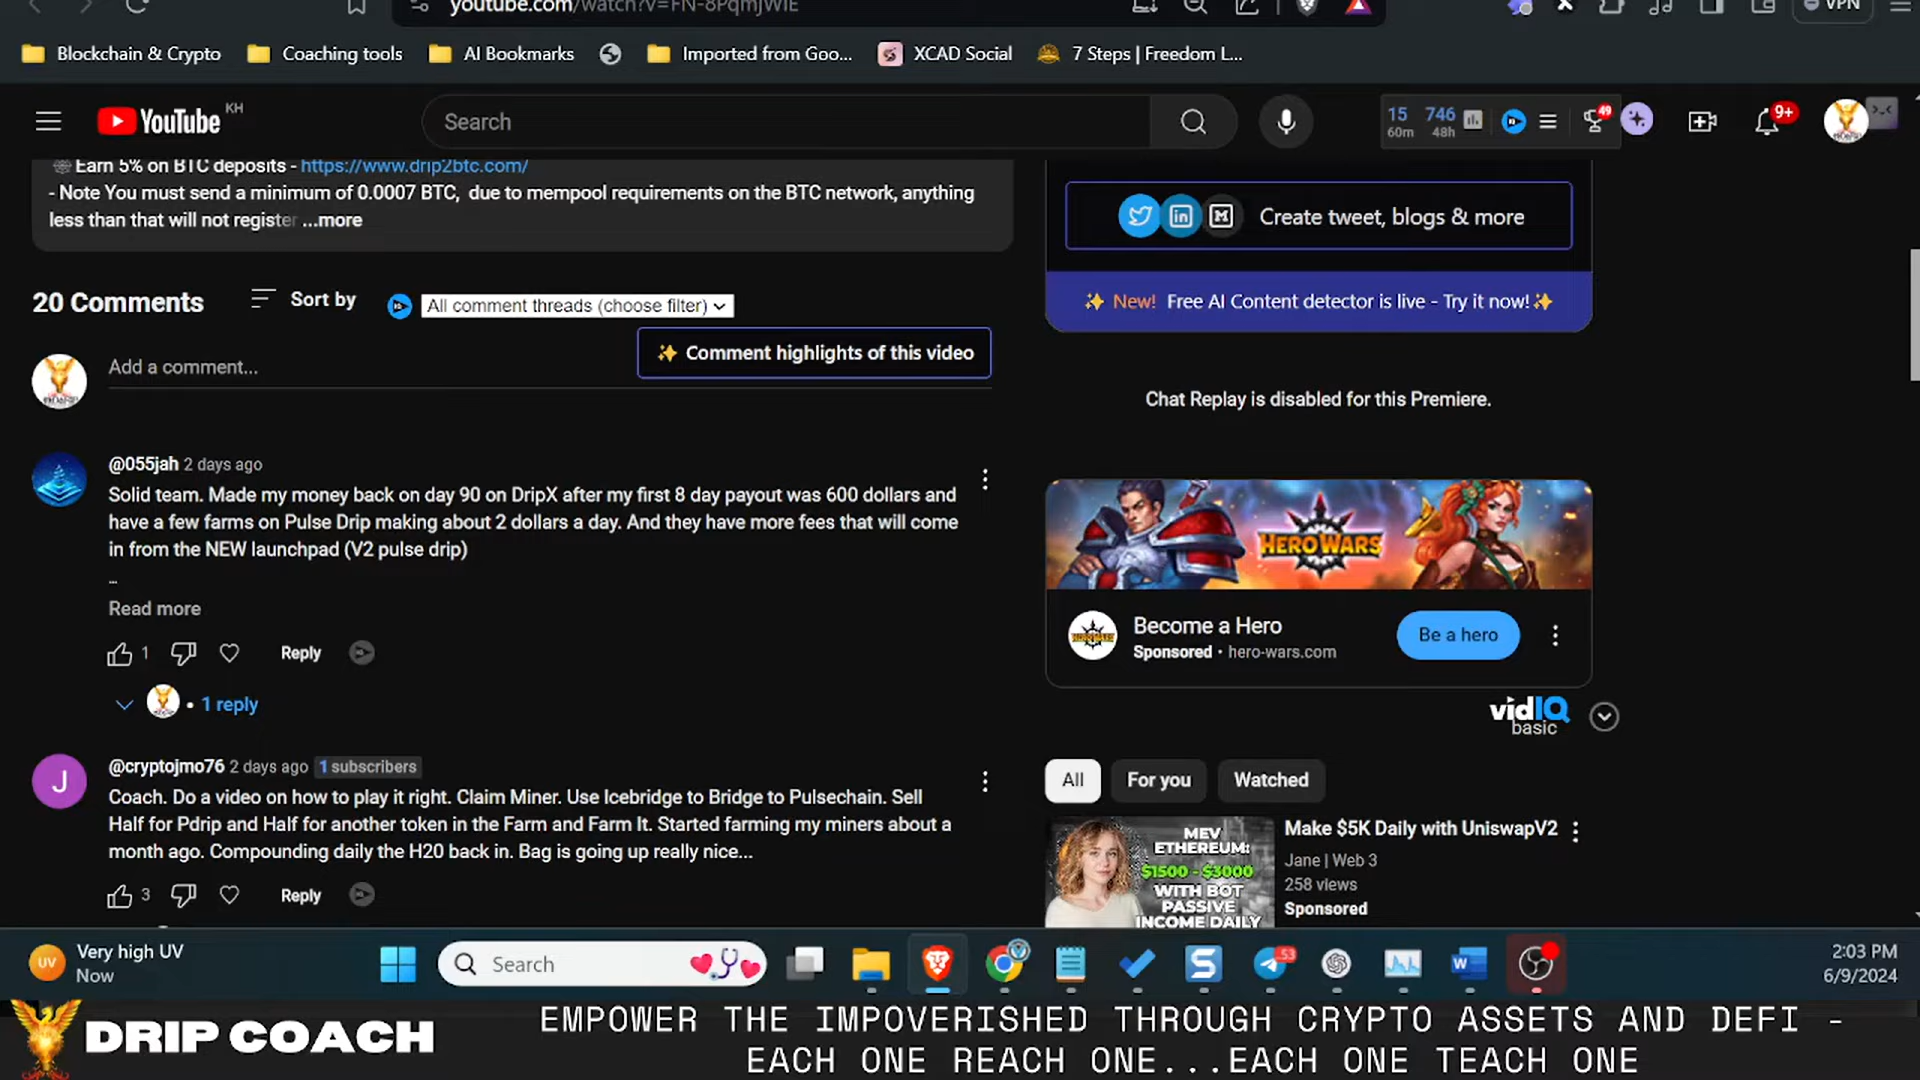 youtube.com/watch?v=FN-8PqmJWlE
VPN
Blockchain & Crypto
Coaching tools
AI Bookmarks
Imported from Goo...
XCAD Social
7 Steps | Freedom L...
YouTube KH
Search
15 60m
746 48h
49
9+
Earn 5% on BTC deposits - https://www.drip2btc.com/
- Note You must send a minimum of 0.0007 BTC,  due to mempool requirements on the BTC network, anything
less than that will not register ...more
Create tweet, blogs & more
New! Free AI Content detector is live - Try it now!
20 Comments
Sort by
All comment threads (choose filter)
Comment highlights of this video
Add a comment...
Chat Replay is disabled for this Premiere.
@055jah 2 days ago
Solid team. Made my money back on day 90 on DripX after my first 8 day payout was 600 dollars and
have a few farms on Pulse Drip making about 2 dollars a day. And they have more fees that will come
in from the NEW launchpad (V2 pulse drip)
...
Read more
1
Reply
1 reply
HERO WARS
Become a Hero
Sponsored • hero-wars.com
Be a hero
vidIQ
basic
J
@cryptojmo76 2 days ago 1 subscribers
Coach. Do a video on how to play it right. Claim Miner. Use Icebridge to Bridge to Pulsechain. Sell
Half for Pdrip and Half for another token in the Farm and Farm It. Started farming my miners about a
month ago. Compounding daily the H20 back in. Bag is going up really nice...
3
Reply
All
For you
Watched
MEV
ETHEREUM:
$1500 - $3000
WITH BOT
PASSIVE
INCOME DAILY
Make $5K Daily with UniswapV2
Jane | Web 3
258 views
Sponsored
UV
Very high UV
Now
Search
53
2:03 PM
6/9/2024
DRIP COACH
EMPOWER THE IMPOVERISHED THROUGH CRYPTO ASSETS AND DEFI -
EACH ONE REACH ONE...EACH ONE TEACH ONE